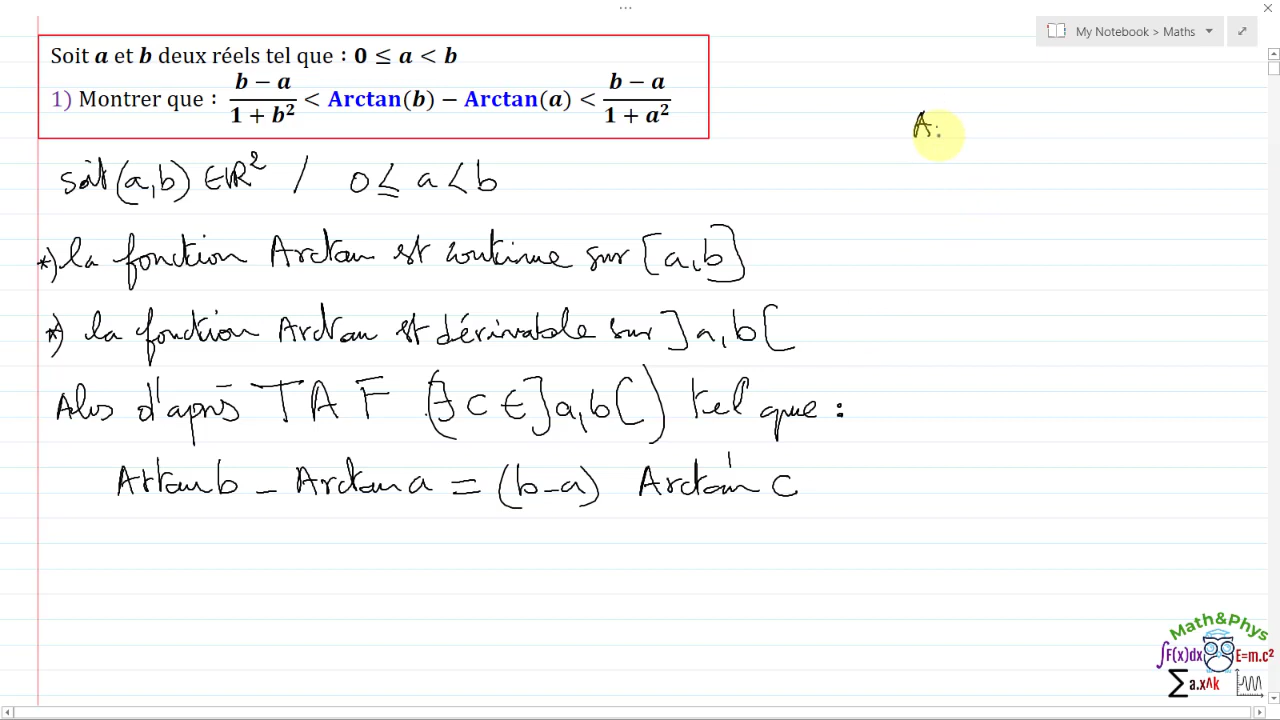 ...
My Notebook > Maths
Soit a et b deux réels tel que : 0 ≤ a < b
1) Montrer que : (b − a)/(1 + b²) < Arctan(b) − Arctan(a) < (b − a)/(1 + a²)
A:
soit (a,b) ∈ ℝ² / 0 ≤ a < b
*) la fonction Arctan est continue sur [a,b]
*) la fonction Arctan est dérivable sur ]a,b[
Alors d'après TAF (∃ c ∈ ]a,b[) tel que :
Arctan b − Arctan a = (b−a) Arctan' c
Math&Phys
∫F(x)dx E=m.c²
∑ a.x^k